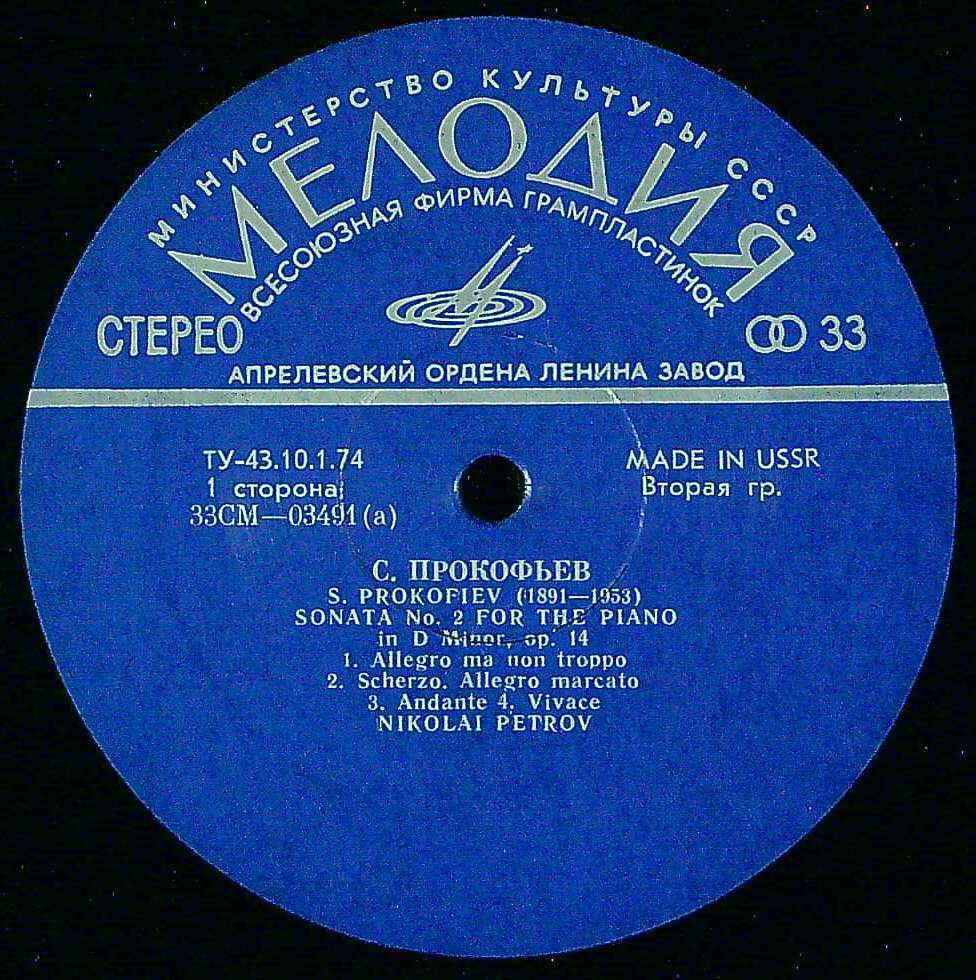 МИНИСТЕРСТВО КУЛЬТУРЫ СССР
МЕЛОДИЯ
ВСЕСОЮЗНАЯ ФИРМА ГРАМПЛАСТИНОК
СТЕРЕО
33
АПРЕЛЕВСКИЙ ОРДЕНА ЛЕНИНА ЗАВОД
ТУ-43.10.1.74
MADE IN USSR
1 сторона
Вторая гр.
33СМ—03491(а)
С. ПРОКОФЬЕВ
S. PROKOFIEV (1891—1953)
SONATA No. 2 FOR THE PIANO
in D Minor, op. 14
1. Allegro ma non troppo
2. Scherzo. Allegro marcato
3. Andante 4. Vivace
NIKOLAI PETROV